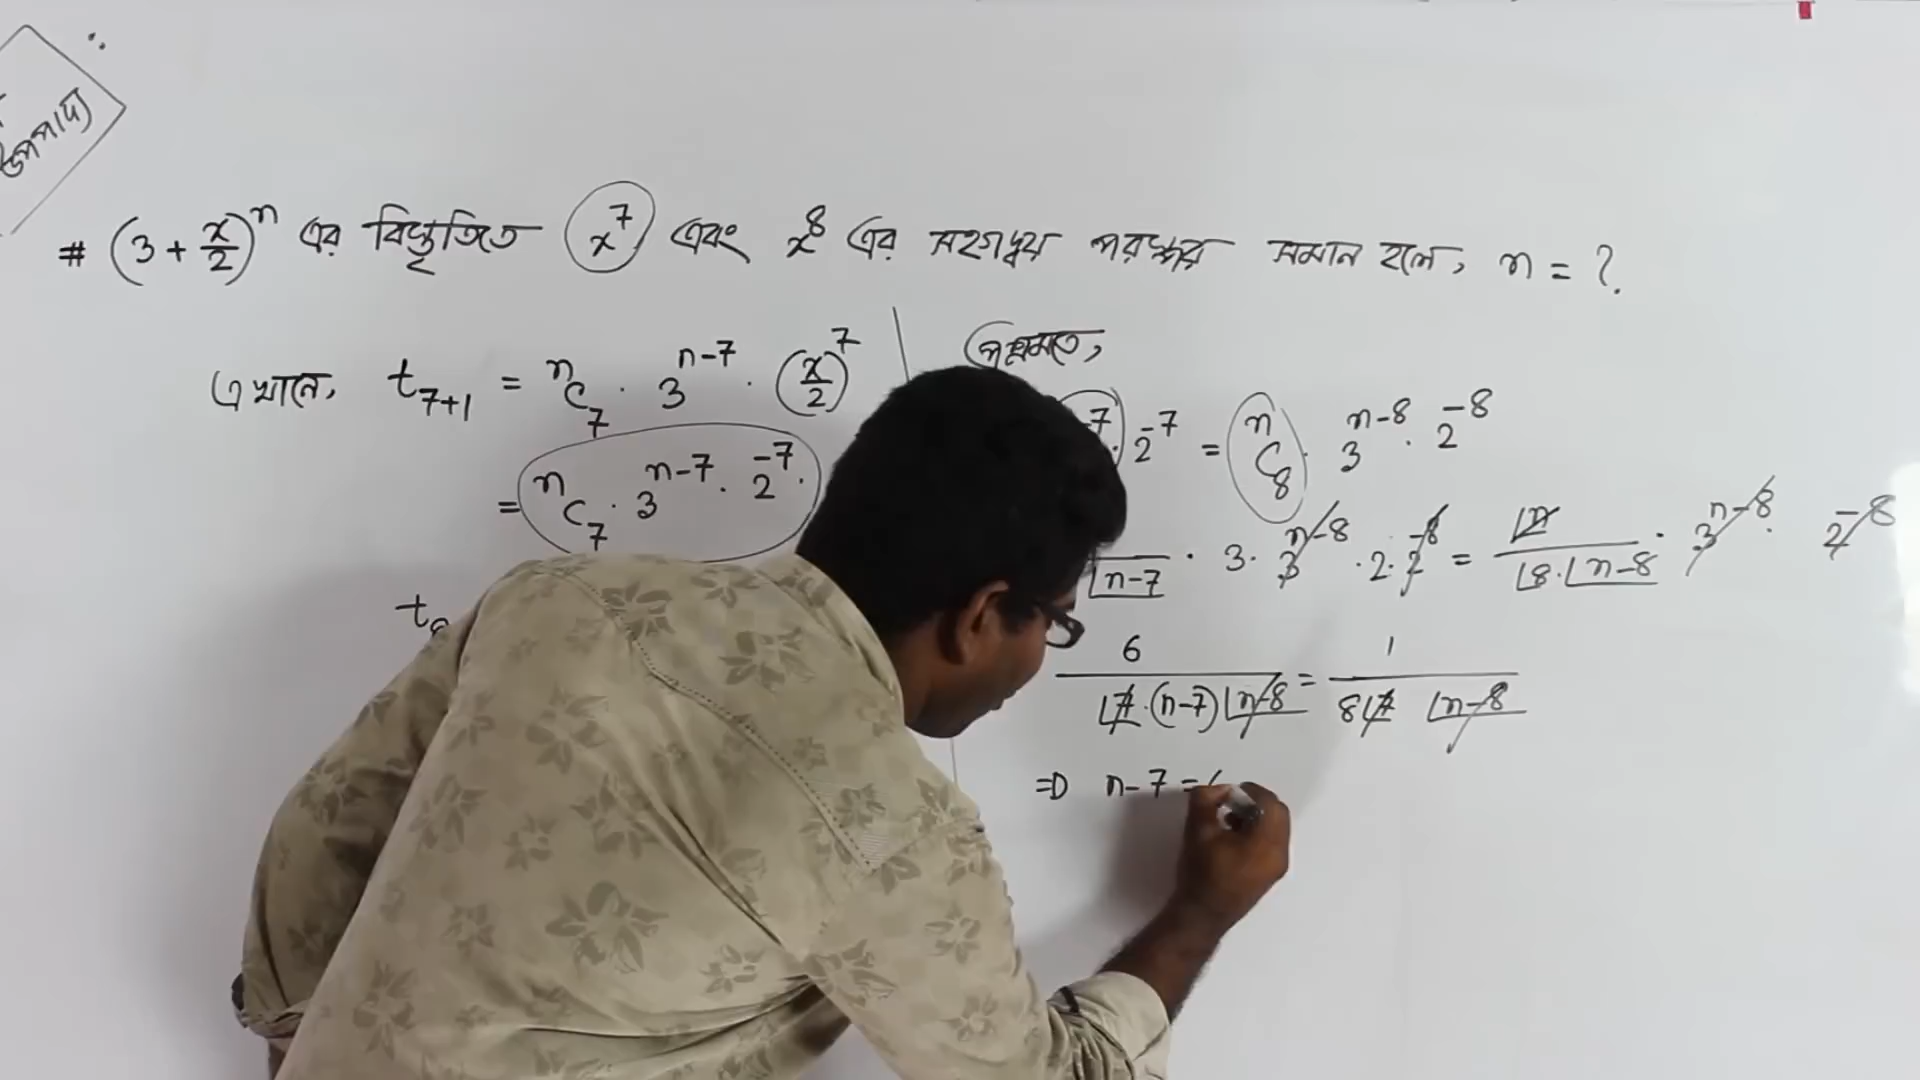 উপপাদ্য
# (3 + x/2)^n এর বিস্তৃতিতে x^7 এবং x^8 এর সহগদ্বয় পরস্পর সমান হলে, n = ?
এখানে, t_{7+1} = ^nC_7 · 3^{n-7} · (x/2)^7
= ^nC_7 · 3^{n-7} · 2^{-7} ·
প্রশ্নমতে,
· 2^{-7} = ^nC_8 · 3^{n-8} · 2^{-8}
⌊n-7 · 3 · 3^{n-8} · 2 · 2^{-8} = ⌊n / ⌊8 · ⌊n-8 · 3^{n-8} · 2^{-8}
6 / ⌊7 · (n-7) ⌊n-8 = 1 / 8 ⌊7 ⌊n-8
⇒ n - 7 =